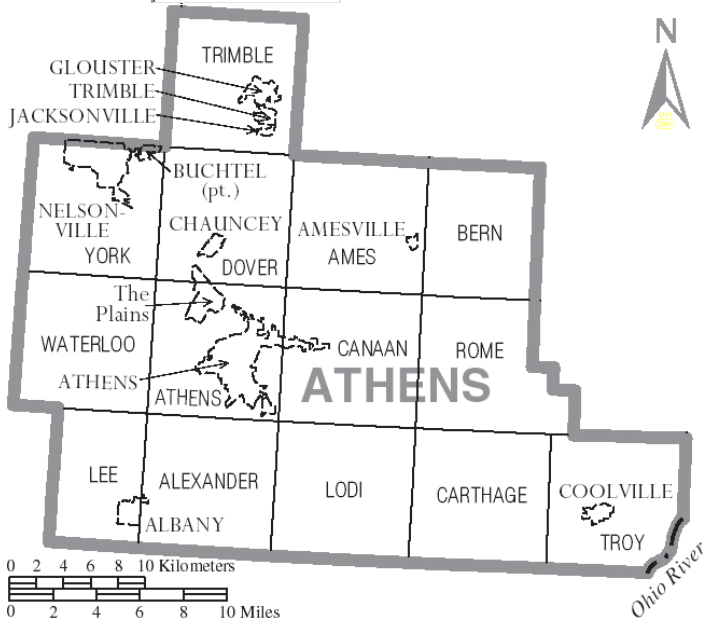 N
TRIMBLE
GLOUSTER
TRIMBLE
JACKSONVILLE
BUCHTEL
(pt.)
NELSON-
VILLE
YORK
CHAUNCEY
DOVER
AMESVILLE
AMES
BERN
The
Plains
WATERLOO
ATHENS
ATHENS
CANAAN
ROME
ATHENS
LEE
ALEXANDER
ALBANY
LODI
CARTHAGE
COOLVILLE
TROY
Ohio River
0 2 4 6 8 10 Kilometers
0 2 4 6 8 10 Miles